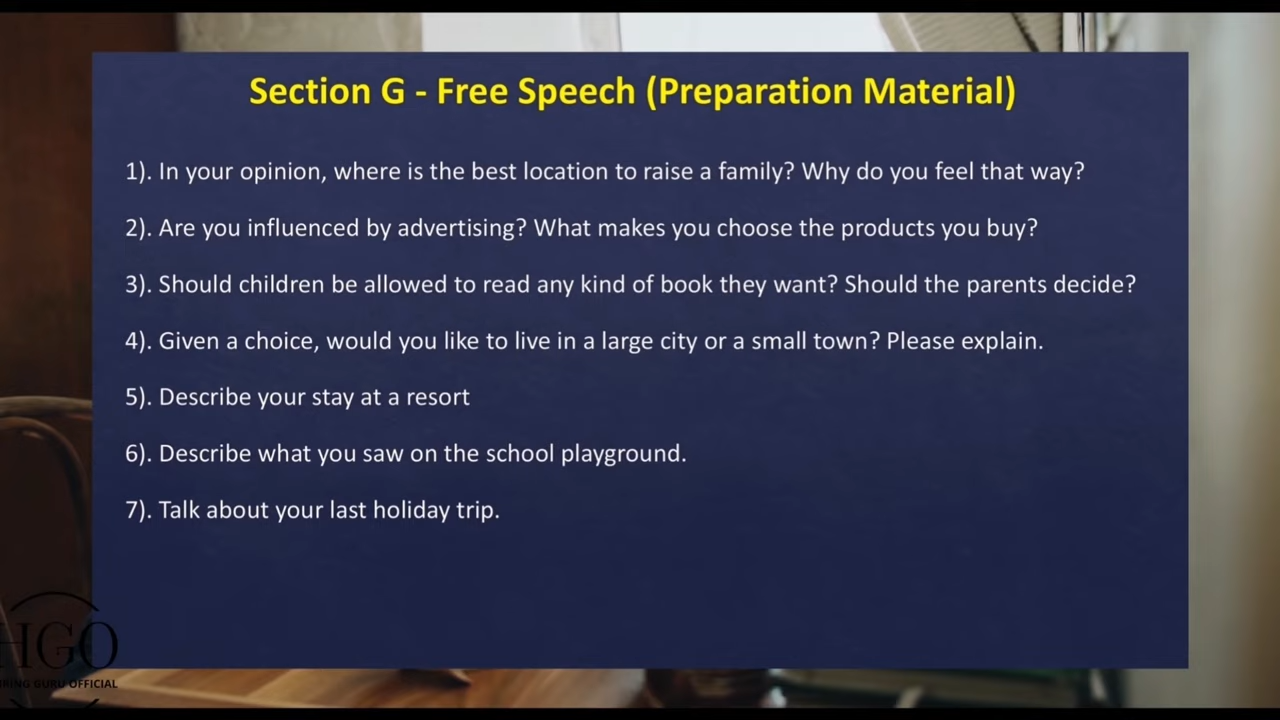 Section G - Free Speech (Preparation Material)
1). In your opinion, where is the best location to raise a family? Why do you feel that way?
2). Are you influenced by advertising? What makes you choose the products you buy?
3). Should children be allowed to read any kind of book they want? Should the parents decide?
4). Given a choice, would you like to live in a large city or a small town? Please explain.
5). Describe your stay at a resort
6). Describe what you saw on the school playground.
7). Talk about your last holiday trip.
HGO
GURU OFFICIAL